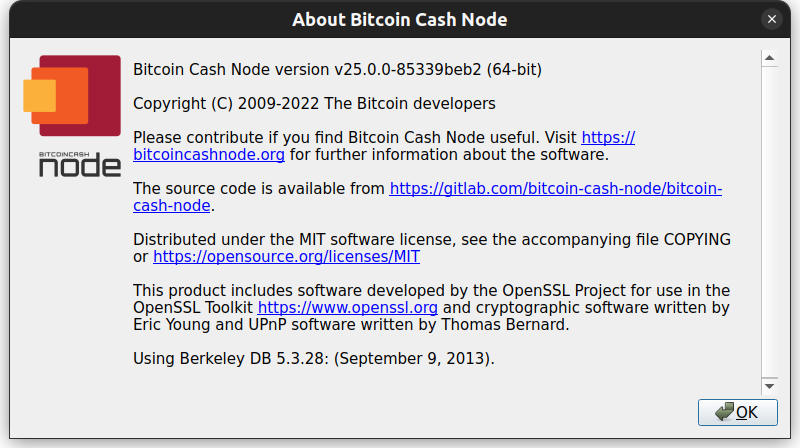 About Bitcoin Cash Node
Bitcoin Cash Node version v25.0.0-85339beb2 (64-bit)
Copyright (C) 2009-2022 The Bitcoin developers
Please contribute if you find Bitcoin Cash Node useful. Visit https://
bitcoincashnode.org for further information about the software.
BITCOINCASH
node
The source code is available from https://gitlab.com/bitcoin-cash-node/bitcoin-
cash-node.
Distributed under the MIT software license, see the accompanying file COPYING
or https://opensource.org/licenses/MIT
This product includes software developed by the OpenSSL Project for use in the
OpenSSL Toolkit https://www.openssl.org and cryptographic software written by
Eric Young and UPnP software written by Thomas Bernard.
Using Berkeley DB 5.3.28: (September 9, 2013).
OK